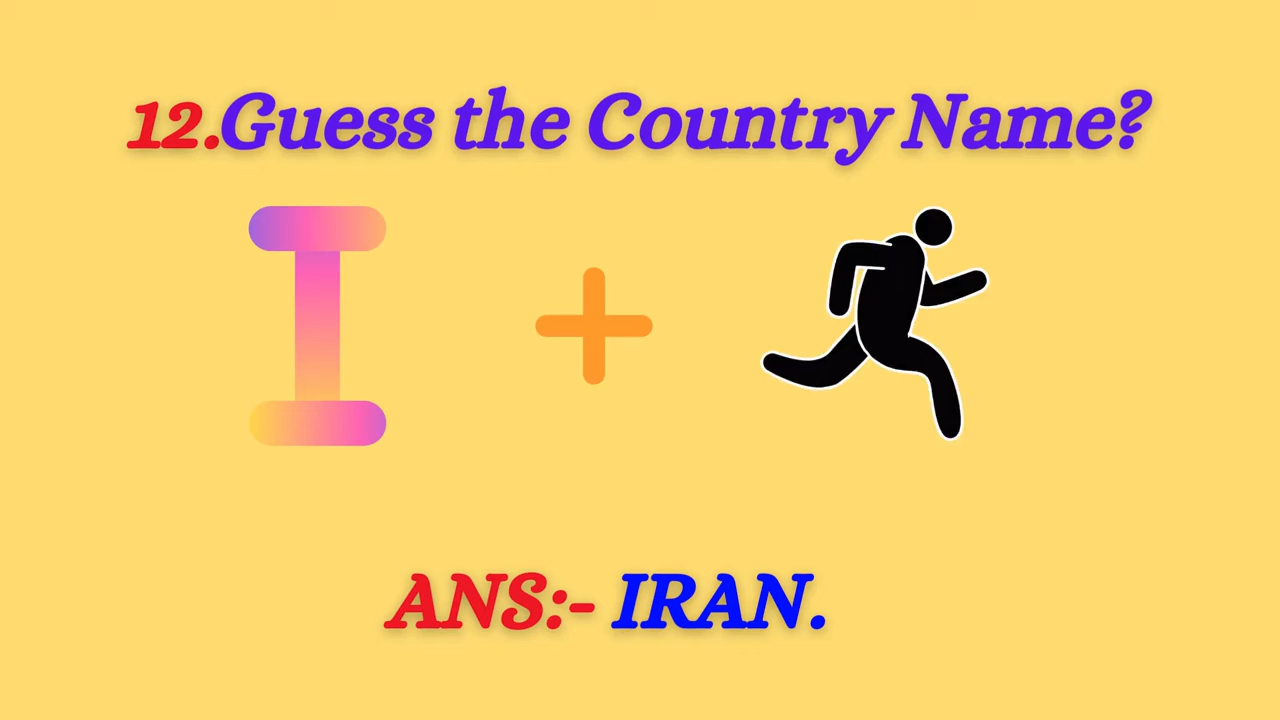 12.Guess the Country Name?
I +
ANS:- IRAN.